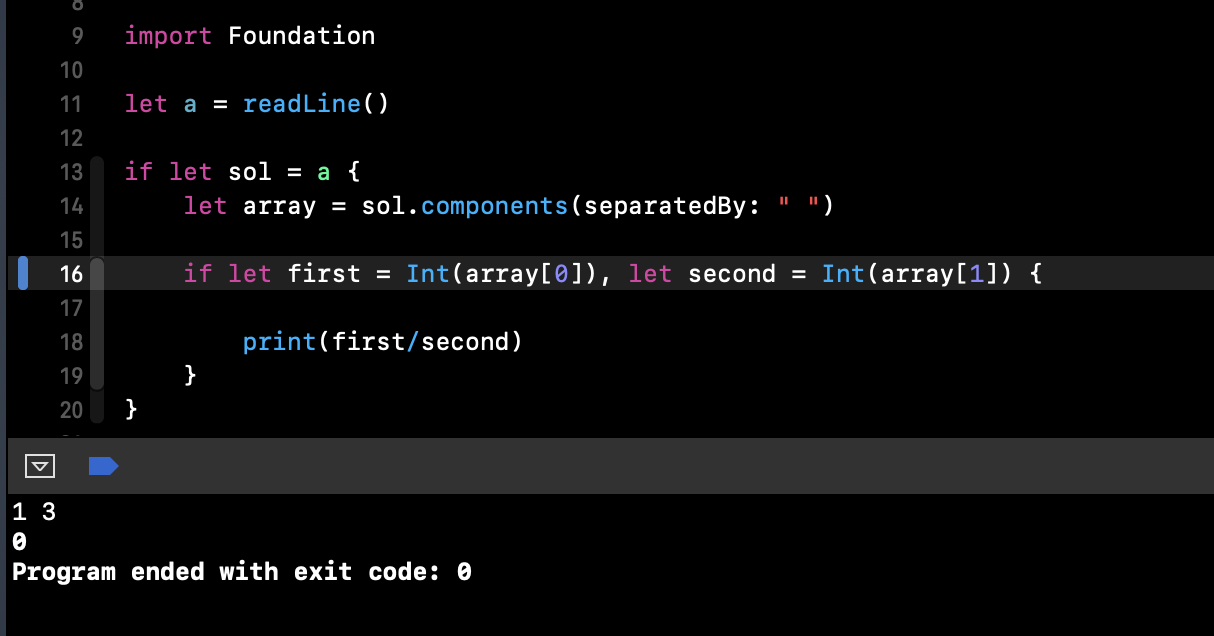 8
9 import Foundation
10
11 let a = readLine()
12
13 if let sol = a {
14 let array = sol.components(separatedBy: " ")
15
16 if let first = Int(array[0]), let second = Int(array[1]) {
17
18 print(first/second)
19 }
20 }
1 3
0
Program ended with exit code: 0